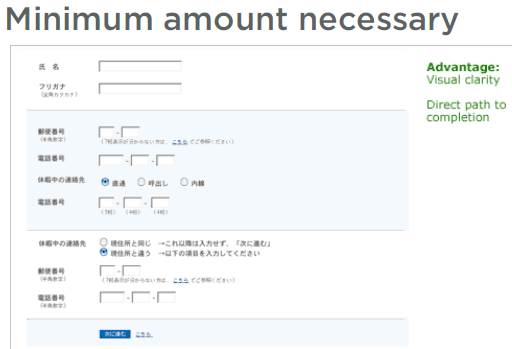 Minimum amount necessary
Advantage:
Visual clarity
Direct path to
completion
氏 名
フリガナ
(全角カタカナ)
郵便番号
(半角数字)
-
(7桁表示が分からない方は、こちら でご参照ください)
電話番号
- -
休暇中の連絡先 直通 呼出し 内線
電話番号
- -
(3桁) (4桁) (4桁)
休暇中の連絡先 現住所と同じ →これ以降は入力せず、「次に進む」
現住所と違う →以下の項目を入力してください
郵便番号
(半角数字)
-
(7桁表示が分からない方は、こちら でご参照ください)
電話番号
(半角数字)
- -
次に進む こちら